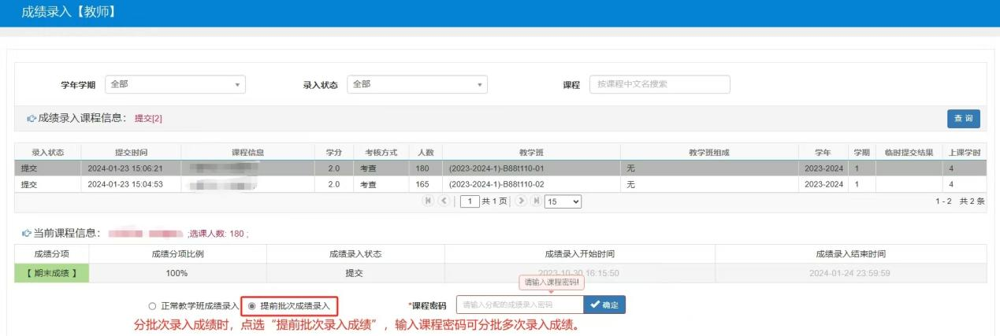 成绩录入【教师】
学年学期 全部 录入状态 全部 课程 按课程中文名搜索
成绩录入课程信息： 提交[2] 查 询
录入状态 提交时间 课程信息 学分 考核方式 人数 教学班 教学班组成 学年 学期 临时提交结果 上课学时
提交 2024-01-23 15:06:21 2.0 考查 180 (2023-2024-1)-B88t110-01 无 2023-2024 1 4
提交 2024-01-23 15:04:53 2.0 考查 165 (2023-2024-1)-B88t110-02 无 2023-2024 1 4
1 共 1 页 15 1 - 2 共 2 条
当前课程信息： ;选课人数: 180 ;
成绩分项 成绩分项比例 成绩录入状态 成绩录入开始时间 成绩录入结束时间
【 期末成绩 】 100% 提交 2023-10-30 16:15:50 2024-01-24 23:59:59
请输入课程密码!
正常教学班成绩录入 提前批次成绩录入 *课程密码 请输入分配的成绩录入密码 确定
分批次录入成绩时，点选“提前批次录入成绩”，输入课程密码可分批多次录入成绩。